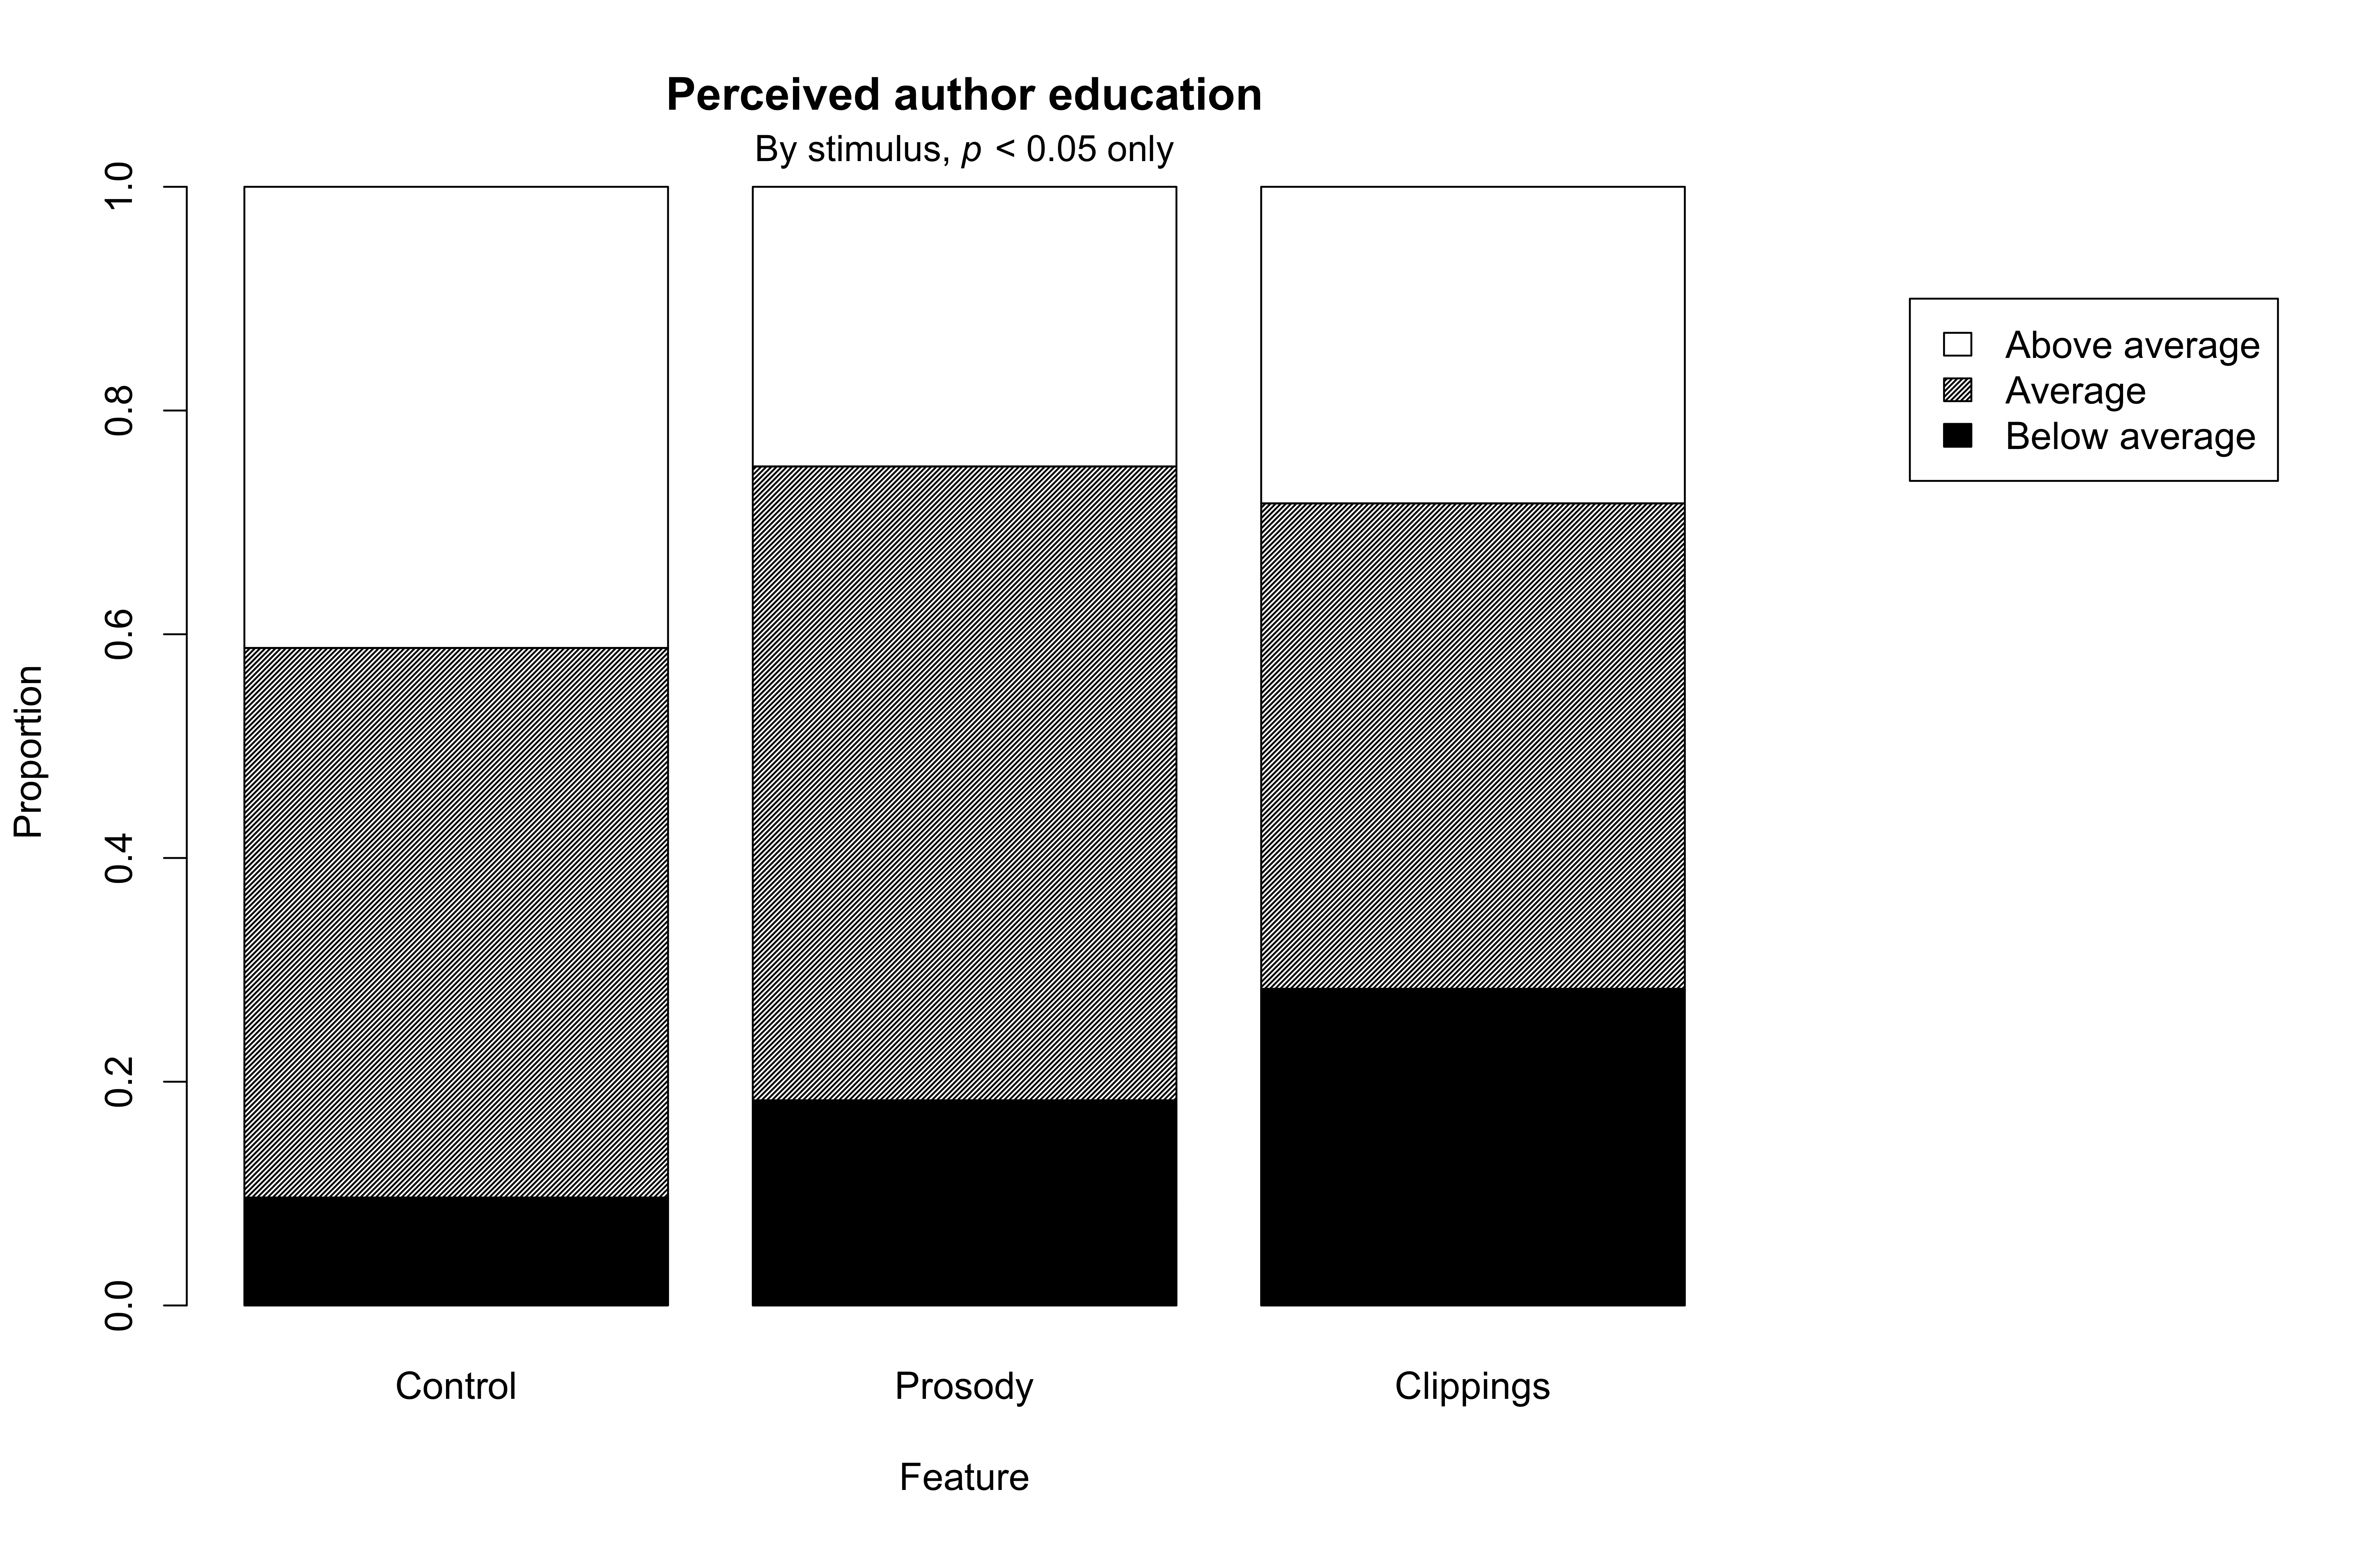 Perceived author education
By stimulus, p < 0.05 only
Proportion
1.0
0.8
0.6
0.4
0.2
0.0
Above average
Average
Below average
Control
Prosody
Clippings
Feature